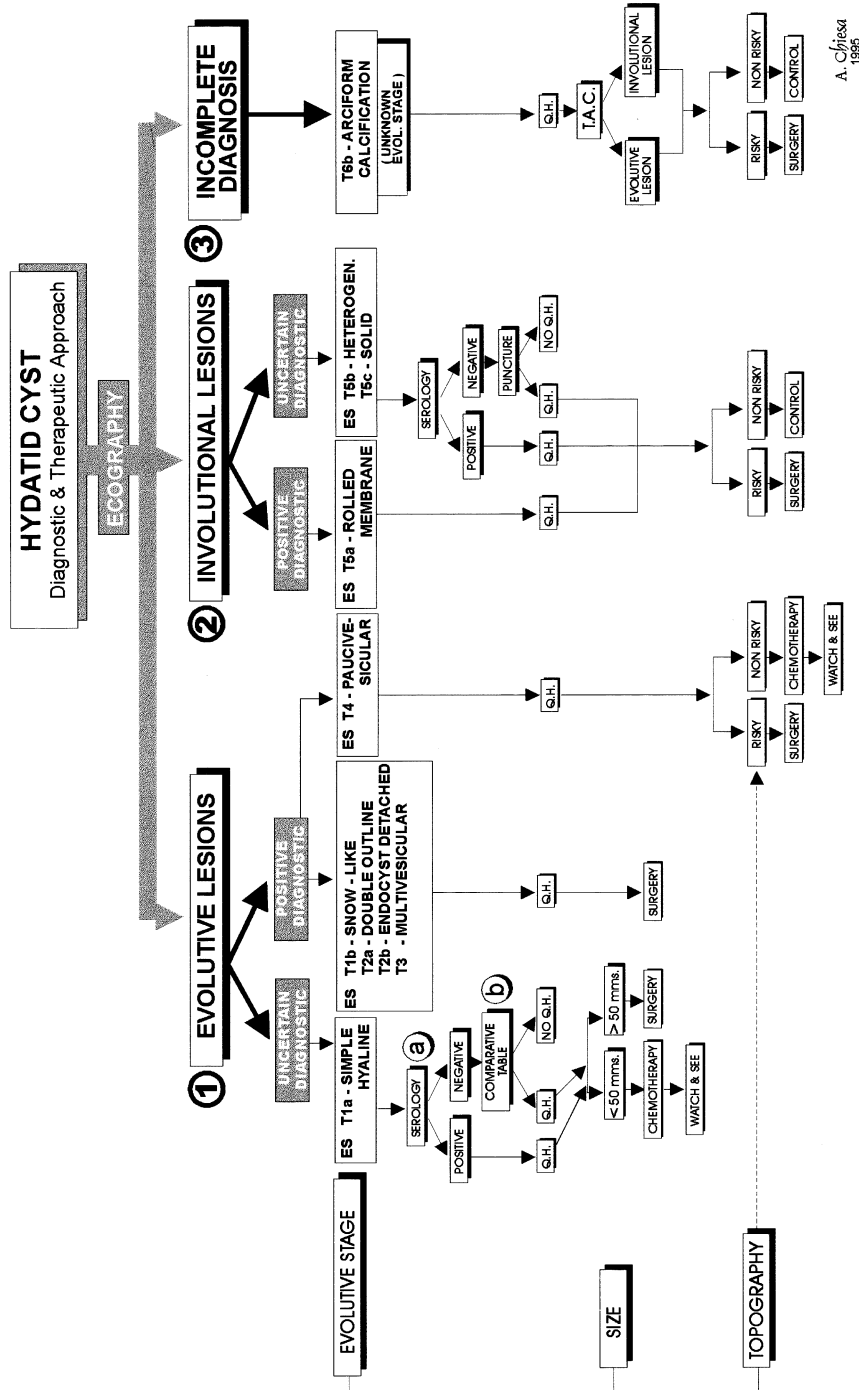 HYDATID CYST
Diagnostic & Therapeutic Approach
ECOGRAPHY
1 EVOLUTIVE LESIONS
UNCERTAIN
DIAGNOSTIC
POSITIVE
DIAGNOSTIC
2 INVOLUTIONAL LESIONS
POSITIVE
DIAGNOSTIC
UNCERTAIN
DIAGNOSTIC
3 INCOMPLETE
DIAGNOSIS
EVOLUTIVE STAGE
ES T1a - SIMPLE
HYALINE
ES T1b - SNOW - LIKE
T2a - DOUBLE OUTLINE
T2b - ENDOCYST DETACHED
T3 - MULTIVESICULAR
ES T4 - PAUCIVE-
SICULAR
ES T5a - ROLLED
MEMBRANE
ES T5b - HETEROGEN.
T5c - SOLID
T6b - ARCIFORM
CALCIFICATION
( UNKNOWN
EVOL. STAGE )
SEROLOGY
a
POSITIVE
NEGATIVE
COMPARATIVE
TABLE
b
Q.H.
Q.H.
NO Q.H.
Q.H.
Q.H.
SEROLOGY
POSITIVE
NEGATIVE
PUNCTURE
Q.H.
Q.H.
Q.H.
NO Q.H.
Q.H.
T.A.C.
EVOLUTIVE
LESION
INVOLUTIONAL
LESION
SIZE
< 50 mms.
> 50 mms.
CHEMOTHERAPY
SURGERY
WATCH & SEE
SURGERY
TOPOGRAPHY
RISKY
NON RISKY
SURGERY
CHEMOTHERAPY
WATCH & SEE
RISKY
NON RISKY
SURGERY
CONTROL
RISKY
NON RISKY
SURGERY
CONTROL
A. Chiesa
1995